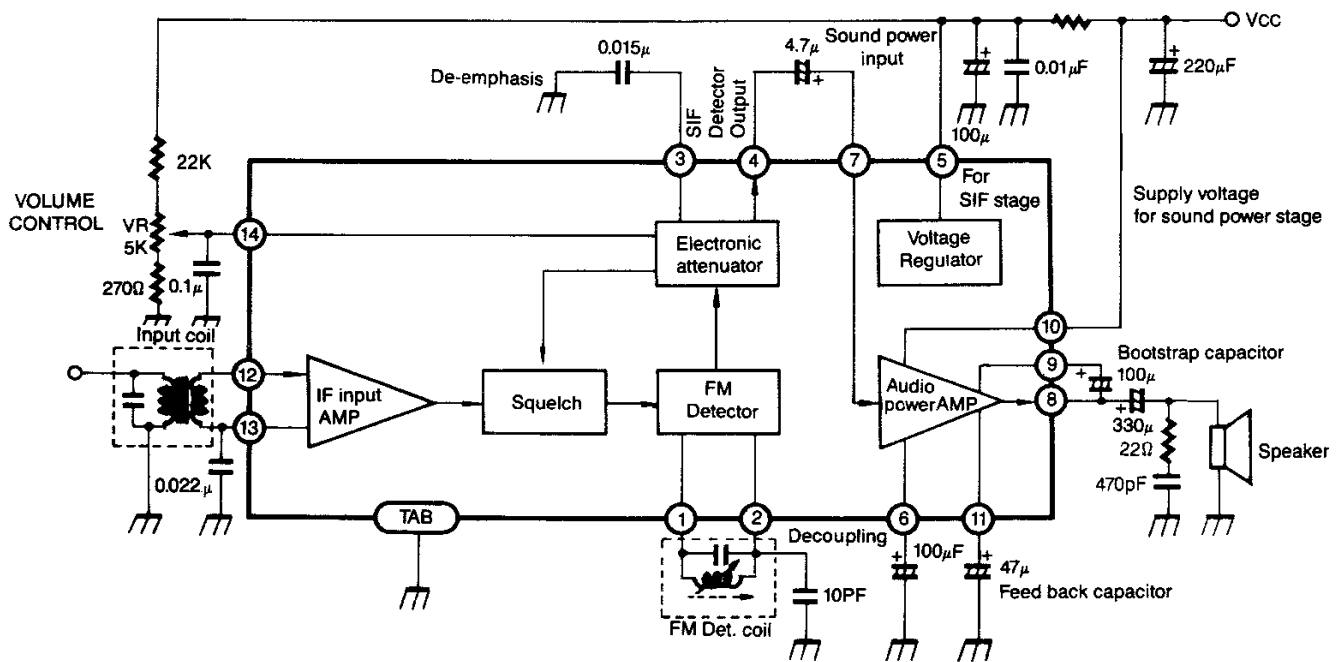 Vcc
0.015μ
4.7μ
Sound power
input
De-emphasis
0.01μF
220μF
100μ
SIF
Detector
Output
3
4
7
5
For
SIF stage
22K
VOLUME
CONTROL
VR
5K
270Ω
0.1μ
14
Electronic
attenuator
Voltage
Regulator
Supply voltage
for sound power stage
Input coil
12
13
IF input
AMP
Squelch
FM
Detector
Audio
powerAMP
10
9
8
Bootstrap capacitor
100μ
330μ
22Ω
470pF
Speaker
0.022μ
TAB
1
2
Decoupling
6
11
100μF
47μ
Feed back capacitor
10PF
FM Det. coil